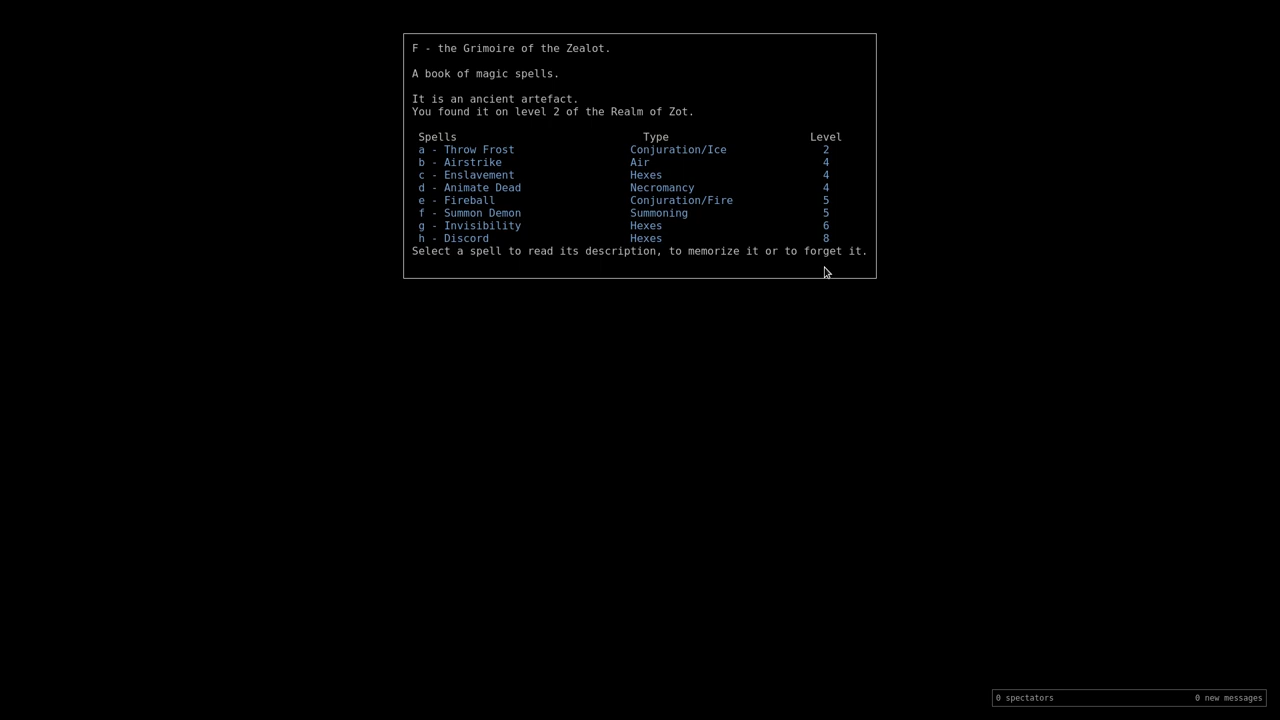 F - the Grimoire of the Zealot.
A book of magic spells.
It is an ancient artefact.
You found it on level 2 of the Realm of Zot.
Spells Type Level
a - Throw Frost Conjuration/Ice 2
b - Airstrike Air 4
c - Enslavement Hexes 4
d - Animate Dead Necromancy 4
e - Fireball Conjuration/Fire 5
f - Summon Demon Summoning 5
g - Invisibility Hexes 6
h - Discord Hexes 8
Select a spell to read its description, to memorize it or to forget it.
0 spectators 0 new messages